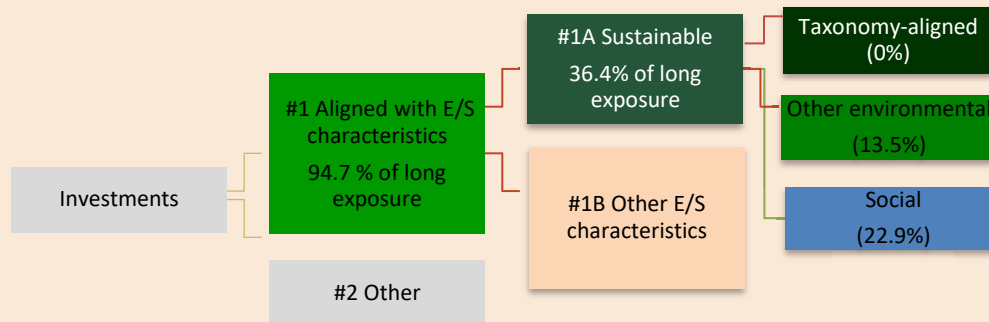 Investments
#1 Aligned with E/S
characteristics
94.7 % of long
exposure
#2 Other
#1A Sustainable
36.4% of long
exposure
#1B Other E/S
characteristics
Taxonomy-aligned
(0%)
Other environmental
(13.5%)
Social
(22.9%)